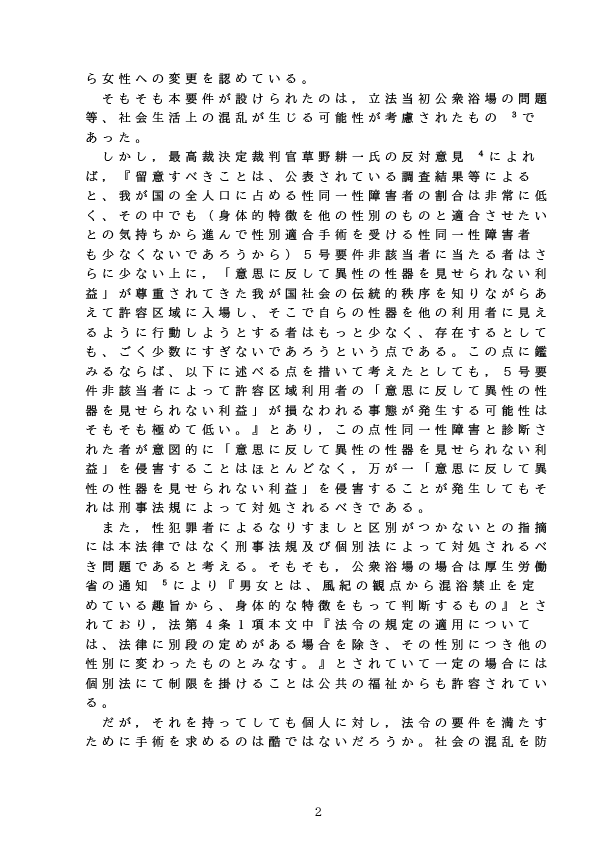 ら女性への変更を認めている。
　そもそも本要件が設けられたのは，立法当初公衆浴場の問題
等、社会生活上の混乱が生じる可能性が考慮されたもの ³で
あった。
　しかし，最高裁決定裁判官草野耕一氏の反対意見 ⁴によれ
ば，『留意すべきことは、公表されている調査結果等による
と、我が国の全人口に占める性同一性障害者の割合は非常に低
く、その中でも（身体的特徴を他の性別のものと適合させたい
との気持ちから進んで性別適合手術を受ける性同一性障害者
も少なくないであろうから）５号要件非該当者に当たる者はさ
らに少ない上に，「意思に反して異性の性器を見せられない利
益」が尊重されてきた我が国社会の伝統的秩序を知りながらあ
えて許容区域に入場し、そこで自らの性器を他の利用者に見え
るように行動しようとする者はもっと少なく、存在するとして
も、ごく少数にすぎないであろうという点である。この点に鑑
みるならば、以下に述べる点を措いて考えたとしても，５号要
件非該当者によって許容区域利用者の「意思に反して異性の性
器を見せられない利益」が損なわれる事態が発生する可能性は
そもそも極めて低い。』とあり，この点性同一性障害と診断さ
れた者が意図的に「意思に反して異性の性器を見せられない利
益」を侵害することはほとんどなく，万が一「意思に反して異
性の性器を見せられない利益」を侵害することが発生してもそ
れは刑事法規によって対処されるべきである。
　また，性犯罪者によるなりすましと区別がつかないとの指摘
には本法律ではなく刑事法規及び個別法によって対処されるべ
き問題であると考える。そもそも，公衆浴場の場合は厚生労働
省の通知 ⁵により『男女とは、風紀の観点から混浴禁止を定
めている趣旨から、身体的な特徴をもって判断するもの』とさ
れており，法第４条１項本文中『法令の規定の適用について
は、法律に別段の定めがある場合を除き、その性別につき他の
性別に変わったものとみなす。』とされていて一定の場合には
個別法にて制限を掛けることは公共の福祉からも許容されてい
る。
　だが，それを持ってしても個人に対し，法令の要件を満たす
ために手術を求めるのは酷ではないだろうか。社会の混乱を防
2